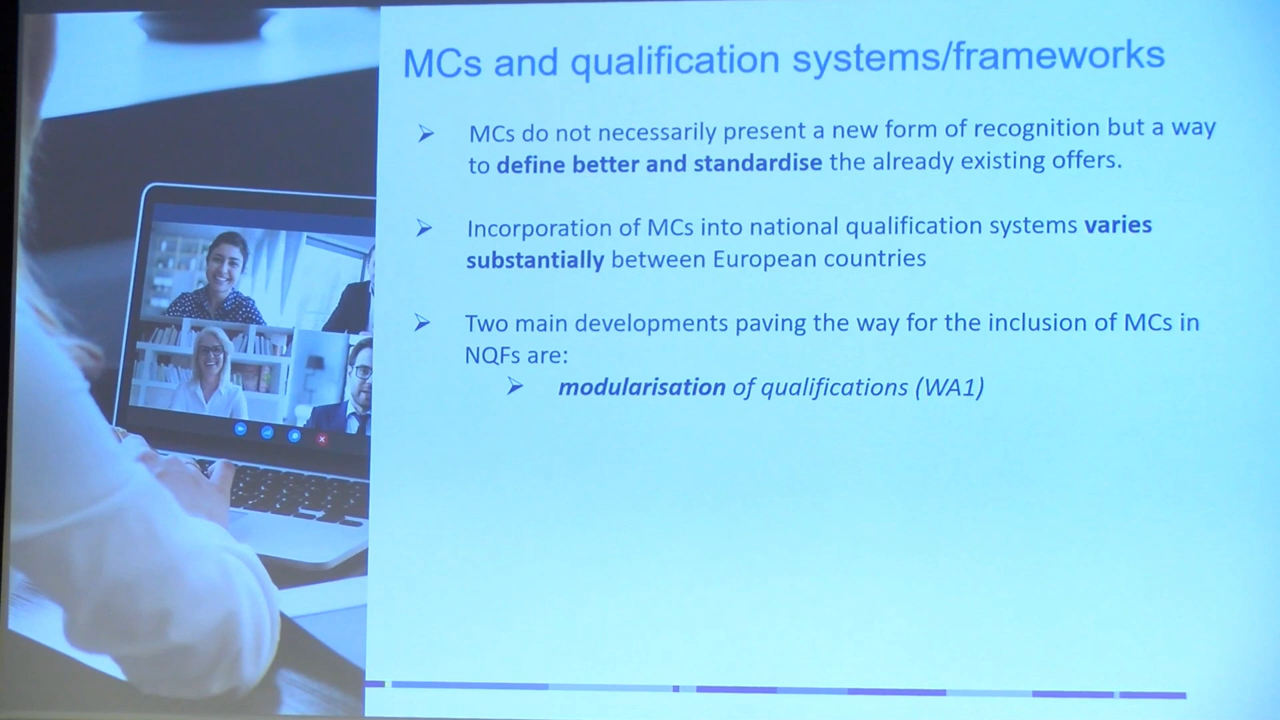 MCs and qualification systems/frameworks
MCs do not necessarily present a new form of recognition but a way
to define better and standardise the already existing offers.
Incorporation of MCs into national qualification systems varies
substantially between European countries
Two main developments paving the way for the inclusion of MCs in
NQFs are:
modularisation of qualifications (WA1)